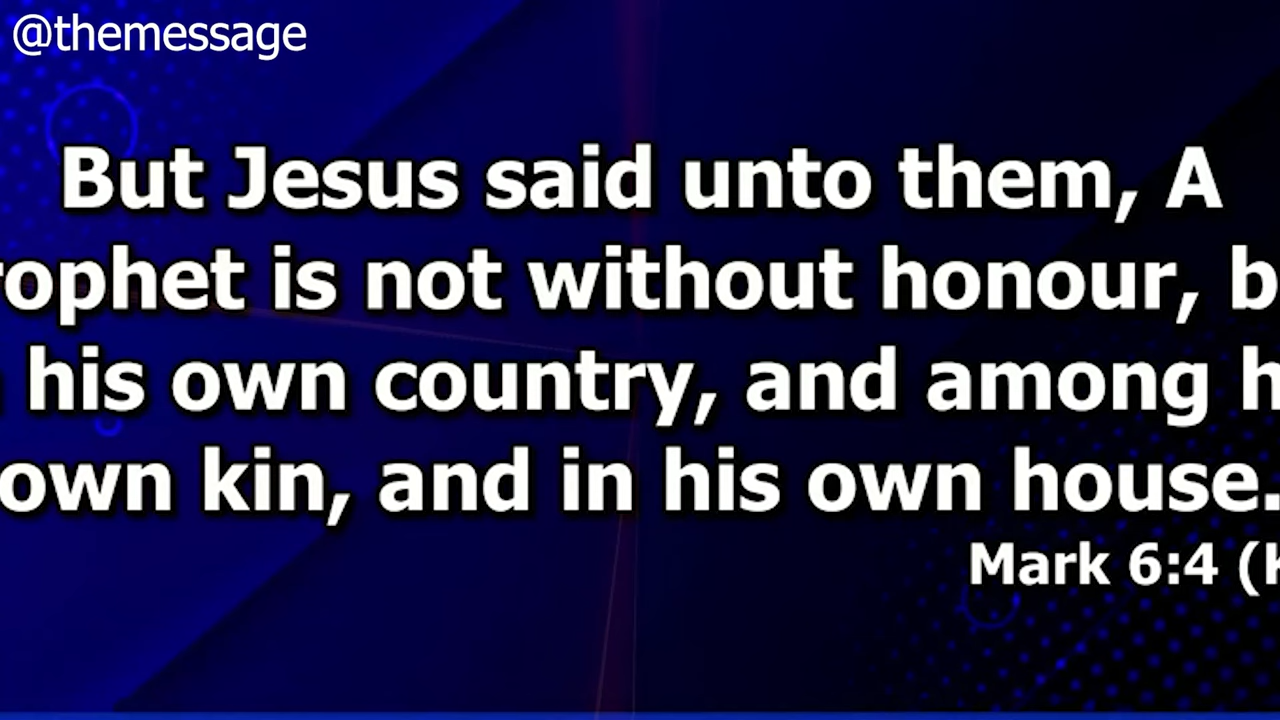 @themessage
But Jesus said unto them, A
rophet is not without honour, b
his own country, and among h
own kin, and in his own house.
Mark 6:4 (K